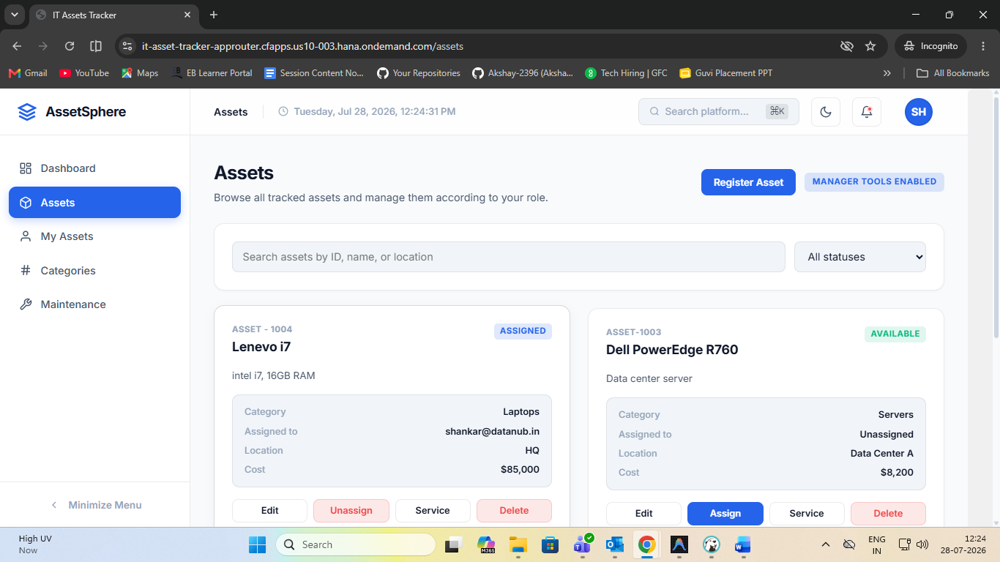 IT Assets Tracker
it-asset-tracker-approuter.cfapps.us10-003.hana.ondemand.com/assets
Incognito
Gmail YouTube Maps EB Learner Portal Session Content No... Your Repositories Akshay-2396 (Aksha... Tech Hiring | GFC Guvi Placement PPT » All Bookmarks
AssetSphere
Assets Tuesday, Jul 28, 2026, 12:24:31 PM Search platform... ⌘K SH
Dashboard
Assets
My Assets
Categories
Maintenance
Minimize Menu
Assets
Browse all tracked assets and manage them according to your role.
Register Asset MANAGER TOOLS ENABLED
Search assets by ID, name, or location All statuses
ASSET - 1004 ASSIGNED
Lenevo i7
intel i7, 16GB RAM
Category Laptops
Assigned to shankar@datanub.in
Location HQ
Cost $85,000
Edit Unassign Service Delete
ASSET-1003 AVAILABLE
Dell PowerEdge R760
Data center server
Category Servers
Assigned to Unassigned
Location Data Center A
Cost $8,200
Edit Assign Service Delete
High UV
Now
Search
M365
ENG
IN
12:24
28-07-2026